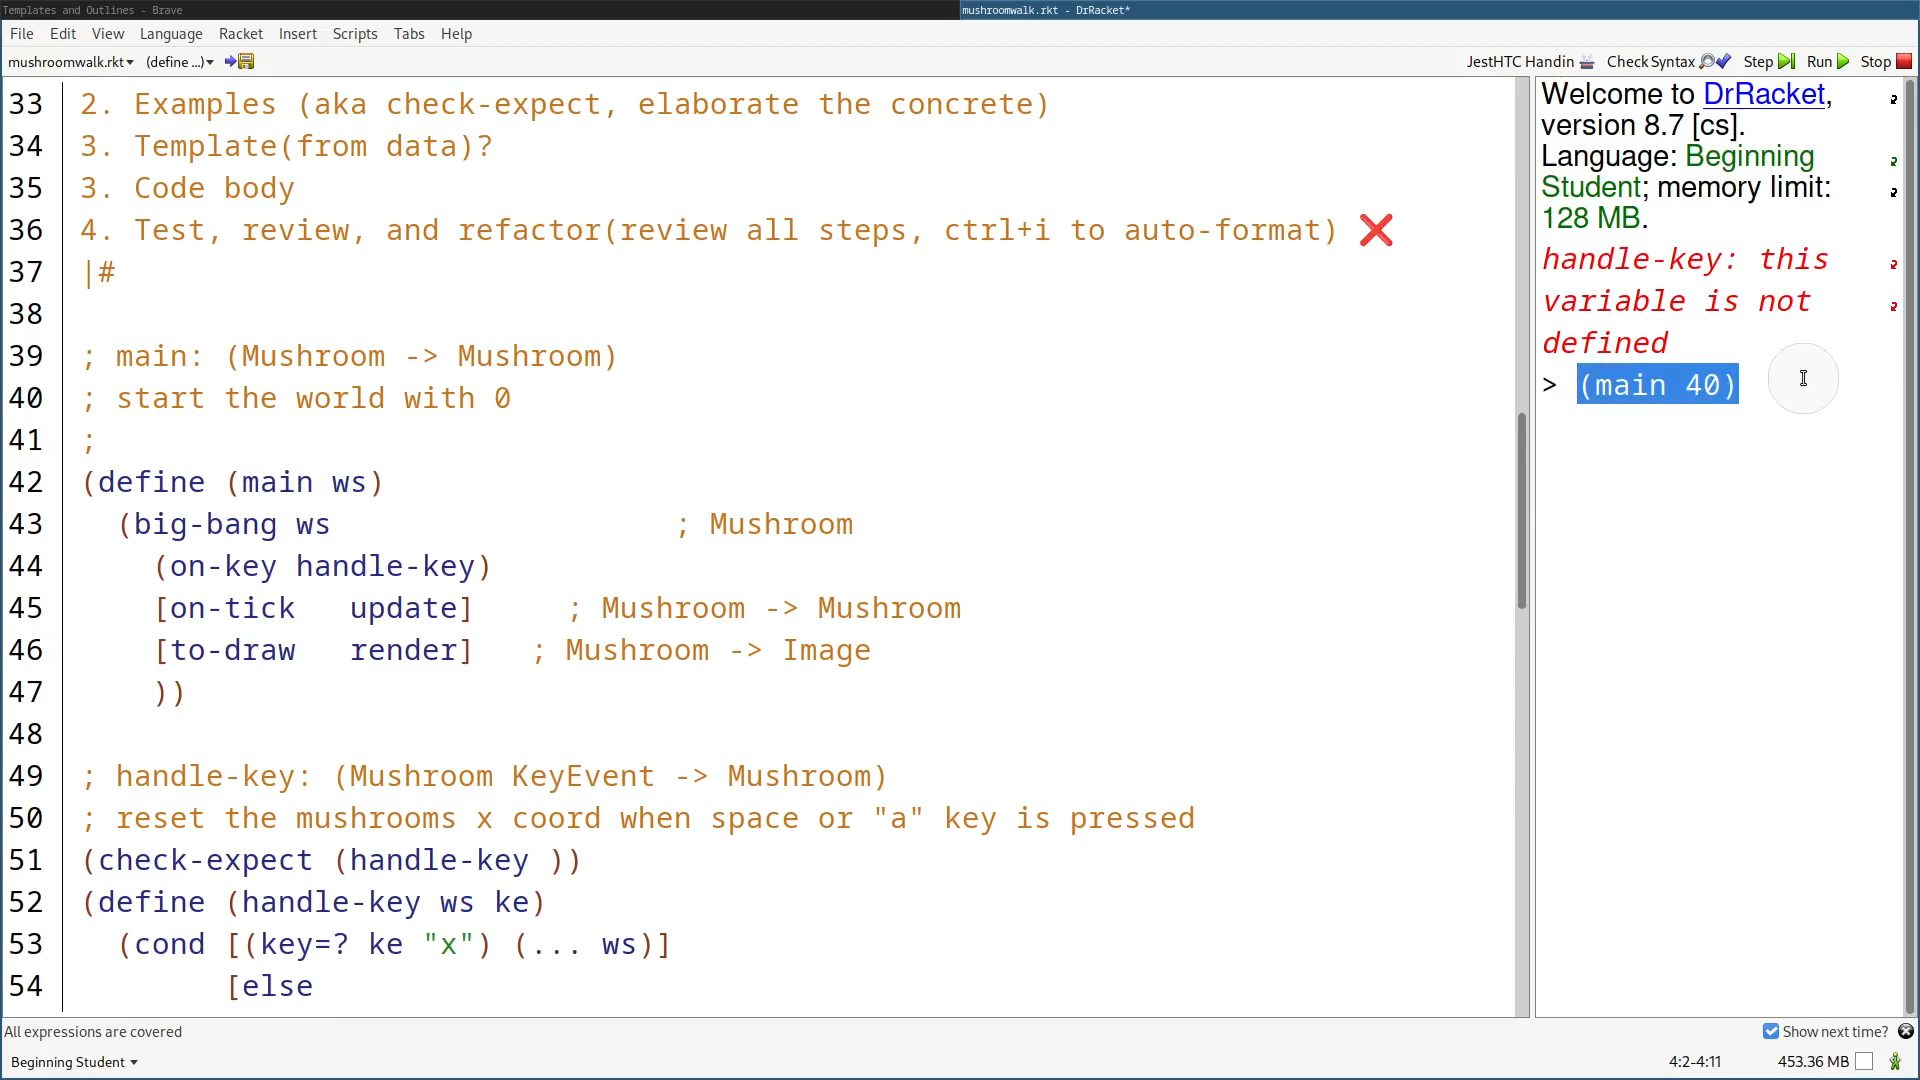 Templates and Outlines - Brave
mushroomwalk.rkt - DrRacket*
File Edit View Language Racket Insert Scripts Tabs Help
mushroomwalk.rkt▾ (define ...)▾
JestHTC Handin Check Syntax Step Run Stop
33 2. Examples (aka check-expect, elaborate the concrete)
34 3. Template(from data)?
35 3. Code body
36 4. Test, review, and refactor(review all steps, ctrl+i to auto-format) ❌
37 |#
38
39 ; main: (Mushroom -> Mushroom)
40 ; start the world with 0
41 ;
42 (define (main ws)
43 (big-bang ws ; Mushroom
44 (on-key handle-key)
45 [on-tick update] ; Mushroom -> Mushroom
46 [to-draw render] ; Mushroom -> Image
47 ))
48
49 ; handle-key: (Mushroom KeyEvent -> Mushroom)
50 ; reset the mushrooms x coord when space or "a" key is pressed
51 (check-expect (handle-key ))
52 (define (handle-key ws ke)
53 (cond [(key=? ke "x") (... ws)]
54 [else
Welcome to DrRacket,
version 8.7 [cs].
Language: Beginning
Student; memory limit:
128 MB.
handle-key: this
variable is not
defined
> (main 40)
All expressions are covered
Show next time?
Beginning Student ▾
4:2-4:11
453.36 MB